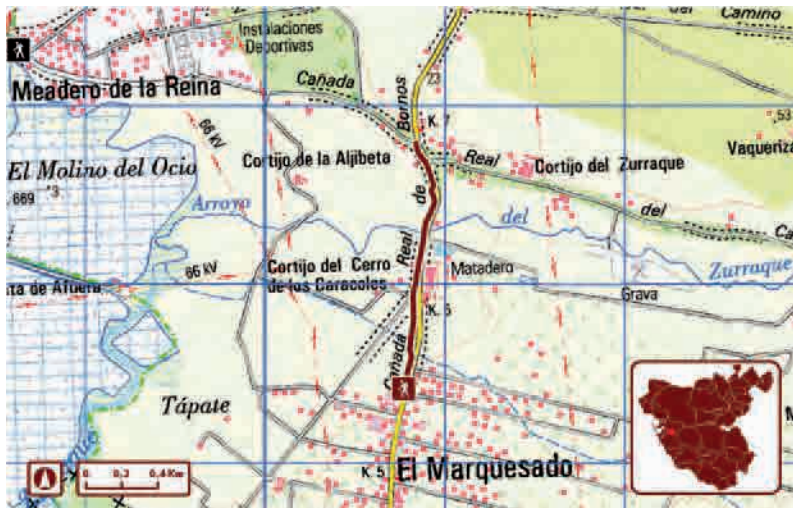 Instalaciones
Deportivas
del Camino
Cañada
Meadero de la Reina
23
Bornos
K 7
53
66 kV
El Molino del Ocio
3
669
Cortijo de la Aljibeta
Real
Cortijo del Zurraque
Vaqueriza
de
del
Arroyo
del
Real
66 kV
Cortijo del Cerro
de los Caracoles
Matadero
Zurraque
ta de Afuera
K 6
Grava
Cañada
Tápate
El Marquesado
K 5
0 0,2 0,4 Km